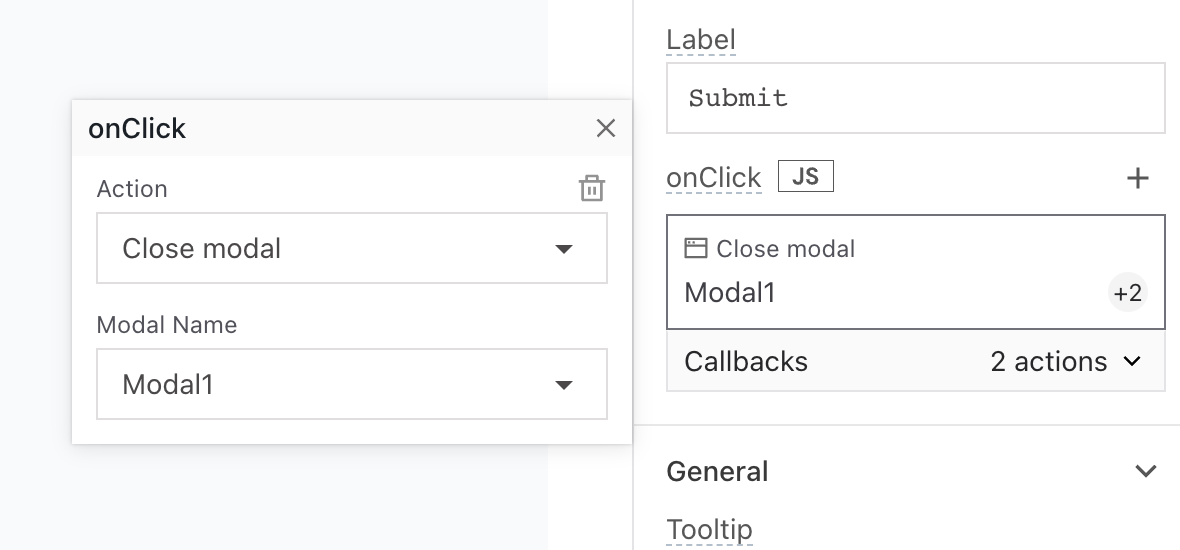 onClick
Action
Close modal
Modal Name
Modal1
Label
Submit
onClick JS
Close modal
Modal1 +2
Callbacks 2 actions
General
Tooltip